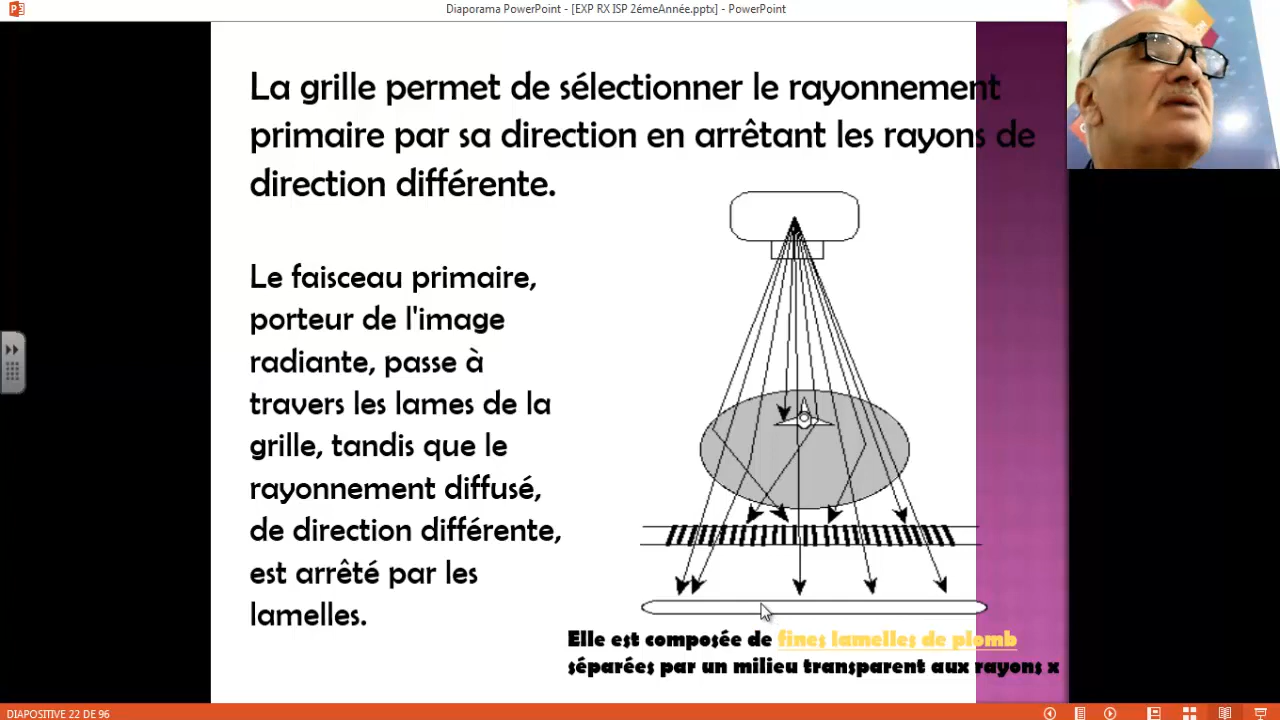 Diaporama PowerPoint - [EXP RX ISP 2émeAnnée.pptx] - PowerPoint
La grille permet de sélectionner le rayonnement
primaire par sa direction en arrêtant les rayons de
direction différente.
Le faisceau primaire,
porteur de l'image
radiante, passe à
travers les lames de la
grille, tandis que le
rayonnement diffusé,
de direction différente,
est arrêté par les
lamelles.
Elle est composée de fines lamelles de plomb
séparées par un milieu transparent aux rayons x
DIAPOSITIVE 22 DE 96